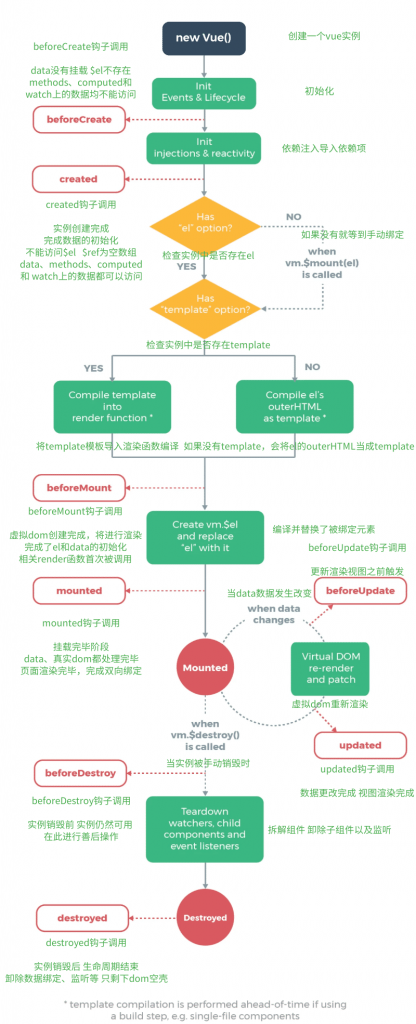 new Vue()
创建一个vue实例
beforeCreate钩子调用
data没有挂载 $el不存在
methods、computed和
watch上的数据均不能访问
Init
Events & Lifecycle
初始化
beforeCreate
Init
injections & reactivity
依赖注入导入依赖项
created
created钩子调用
Has
"el" option?
NO
如果没有就等到手动绑定
实例创建完成
完成数据的初始化
不能访问$el $ref为空数组
data、methods、computed
和 watch上的数据都可以访问
检查实例中是否存在el
YES
when
vm.$mount(el)
is called
Has
"template" option?
检查实例中是否存在template
YES
NO
Compile template
into
render function *
Compile el's
outerHTML
as template *
将template模板导入渲染函数编译
如果没有template，会将el的outerHTML当成template
beforeMount
beforeMount钩子调用
虚拟dom创建完成，将进行渲染
完成了el和data的初始化
相关render函数首次被调用
Create vm.$el
and replace
"el" with it
编译并替换了被绑定元素
beforeUpdate钩子调用
更新渲染视图之前触发
mounted
当data数据发生改变
beforeUpdate
when data
changes
mounted钩子调用
挂载完毕阶段
data、真实dom都处理完毕
页面渲染完毕，完成双向绑定
Mounted
Virtual DOM
re-render
and patch
虚拟dom重新渲染
when
vm.$destroy()
is called
updated
updated钩子调用
当实例被手动销毁时
beforeDestroy
beforeDestroy钩子调用
数据更改完成 视图渲染完成
实例销毁前 实例仍然可用
在此进行善后操作
Teardown
watchers, child
components and
event listeners
拆解组件 卸除子组件以及监听
destroyed
Destroyed
destroyed钩子调用
实例销毁后 生命周期结束
卸除数据绑定、监听等 只剩下dom空壳
* template compilation is performed ahead-of-time if using
a build step, e.g. single-file components